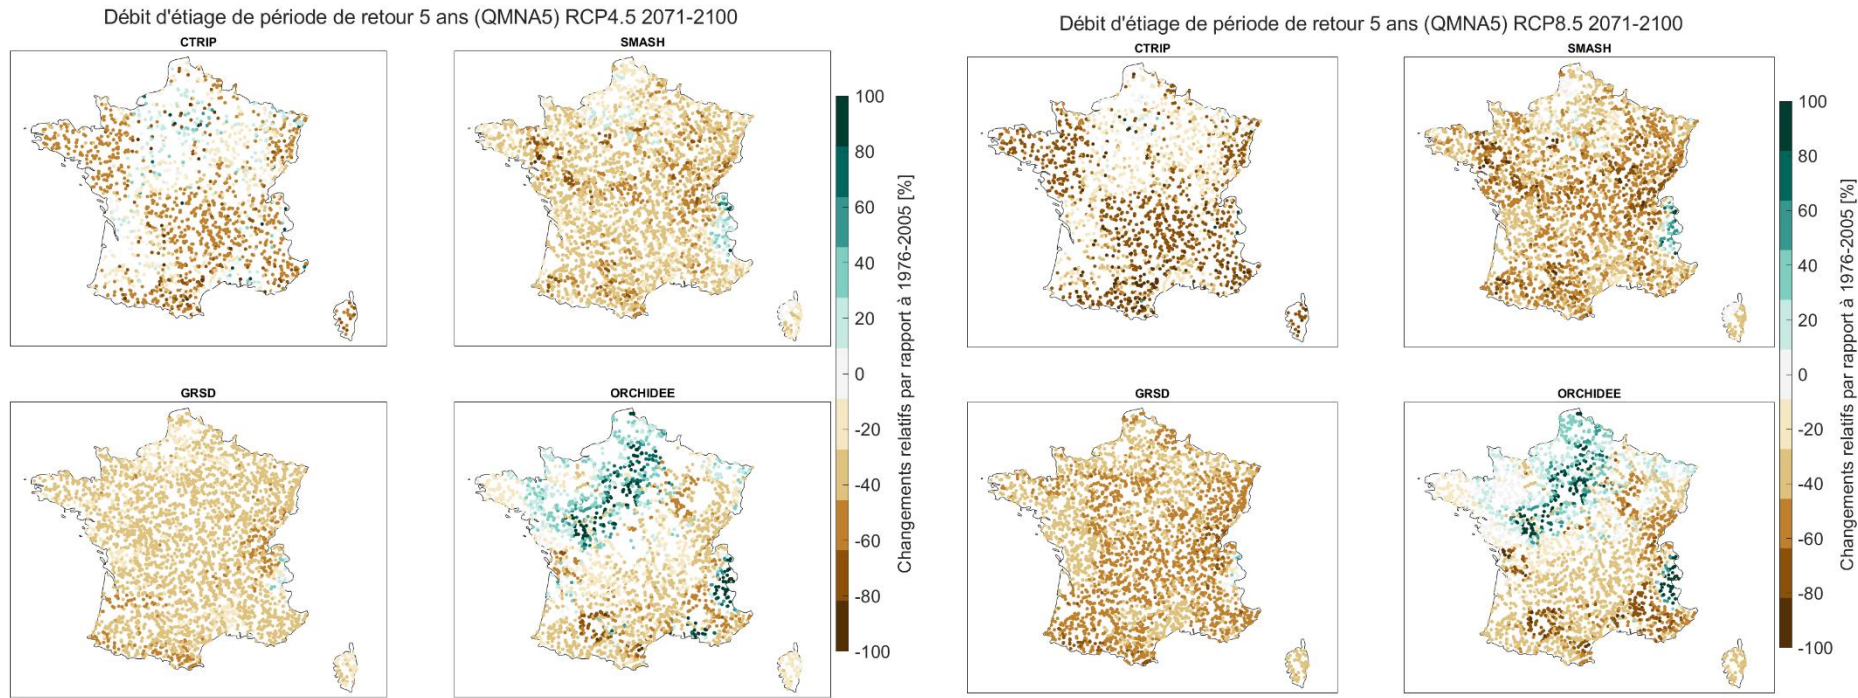 Débit d'étiage de période de retour 5 ans (QMNA5) RCP4.5 2071-2100
CTRIP
SMASH
GRSD
ORCHIDEE
100
80
60
40
20
0
-20
-40
-60
-80
-100
Changements relatifs par rapport à 1976-2005 [%]
Débit d'étiage de période de retour 5 ans (QMNA5) RCP8.5 2071-2100
CTRIP
SMASH
GRSD
ORCHIDEE
100
80
60
40
20
0
-20
-40
-60
-80
-100
Changements relatifs par rapport à 1976-2005 [%]